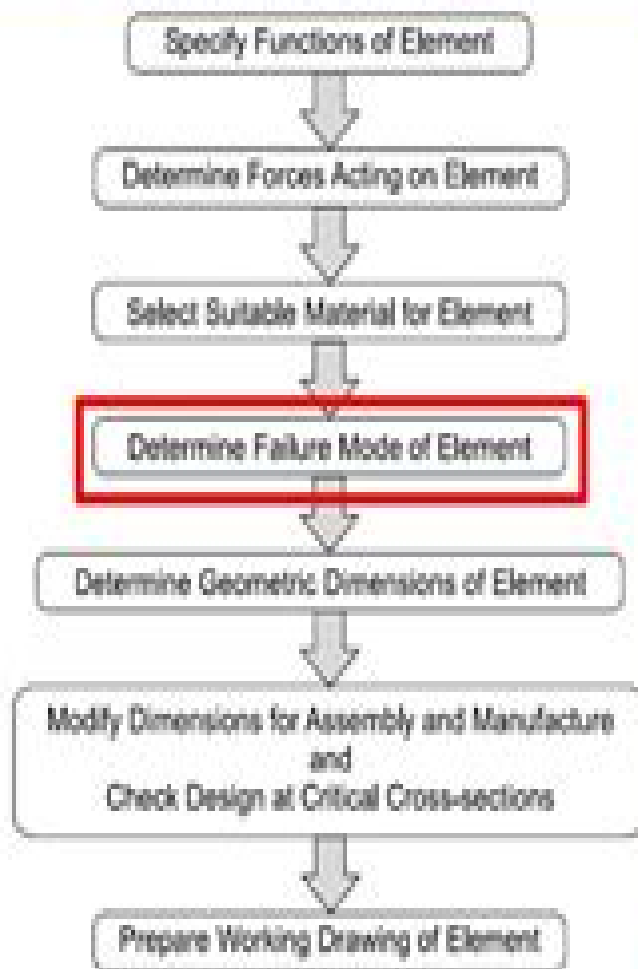 Specify Functions of Element
Determine Forces Acting on Element
Select Suitable Material for Element
Determine Failure Mode of Element
Determine Geometric Dimensions of Element
Modify Dimensions for Assembly and Manufacture
and
Check Design at Critical Cross-sections
Prepare Working Drawing of Element